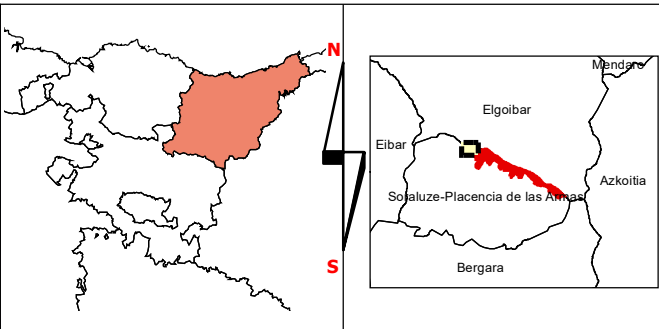 N
S
Mendaro
Elgoibar
Eibar
Azkoitia
Soraluze-Placencia de las Armas
Bergara